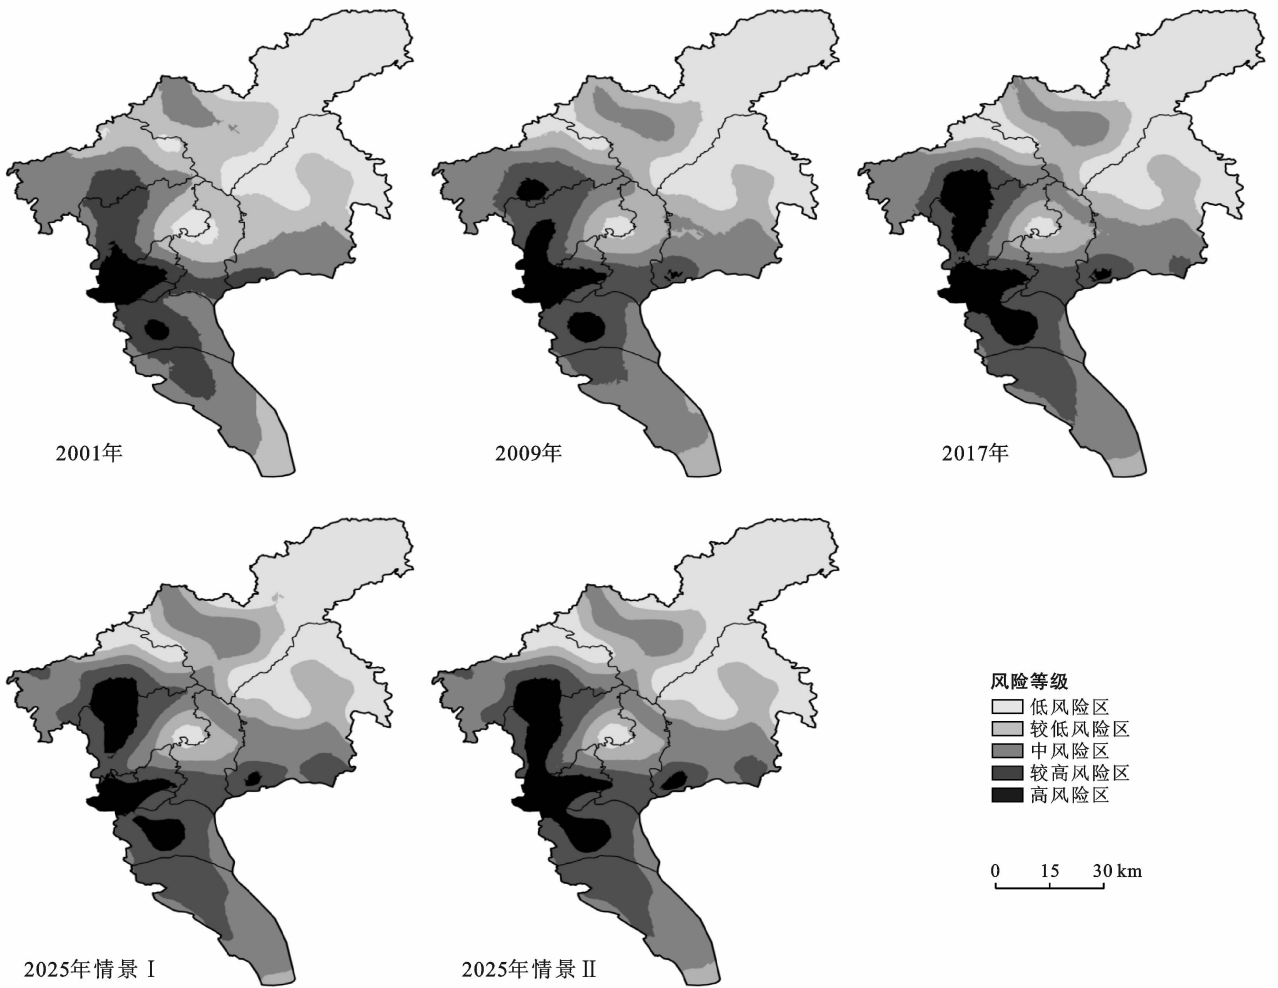 2001年
2009年
2017年
风险等级
低风险区
较低风险区
中风险区
较高风险区
高风险区
0 15 30 km
2025年情景Ⅰ
2025年情景Ⅱ